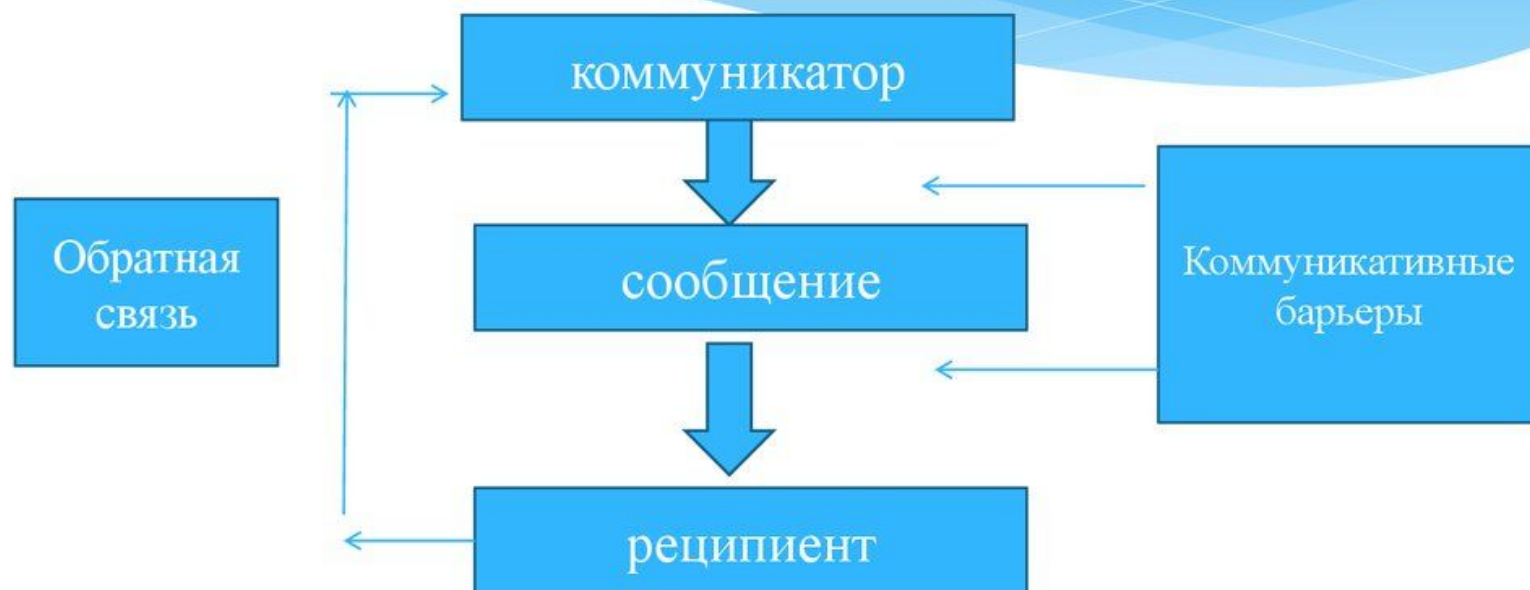 коммуникатор
Обратная
связь
сообщение
Коммуникативные
барьеры
реципиент